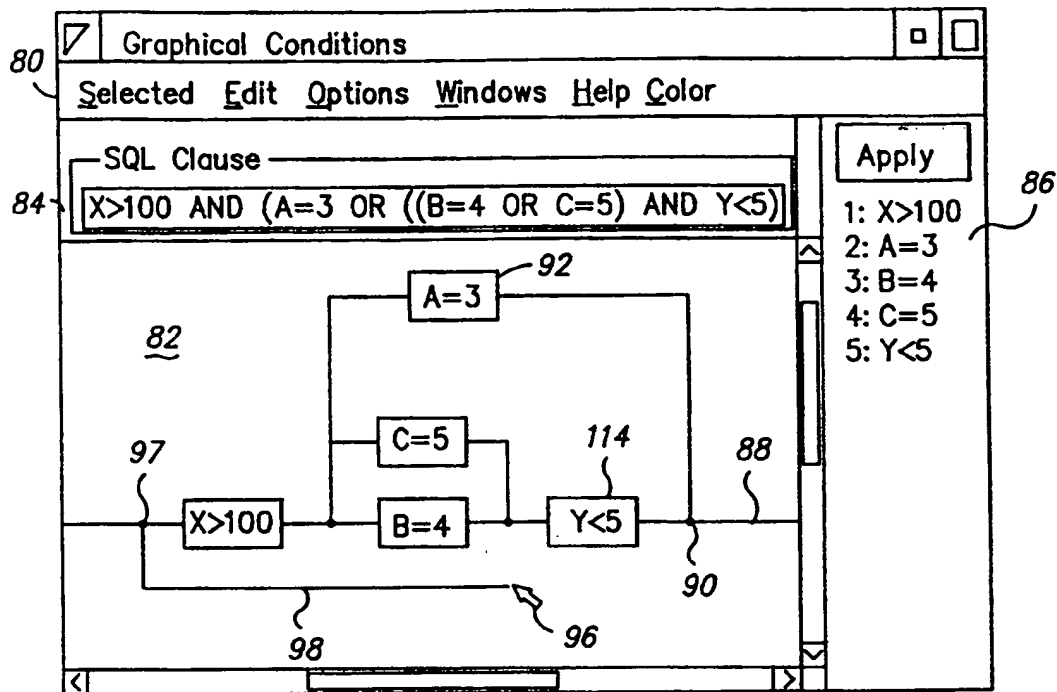 Graphical Conditions
80
Selected Edit Options Windows Help Color
SQL Clause
Apply
84
X>100 AND (A=3 OR ((B=4 OR C=5) AND Y<5)
86
1: X>100
2: A=3
3: B=4
4: C=5
5: Y<5
92
A=3
82
C=5
114
97
88
X>100
B=4
Y<5
90
98
96